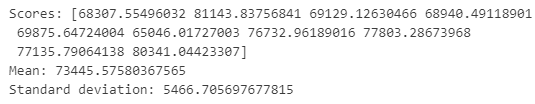 Scores: [68307.55496032 81143.83756841 69129.12630466 68940.49118901
69875.64724004 65046.01727003 76732.96189016 77803.28673968
77135.79064138 80341.04423307]
Mean: 73445.57580367565
Standard deviation: 5466.705697677815